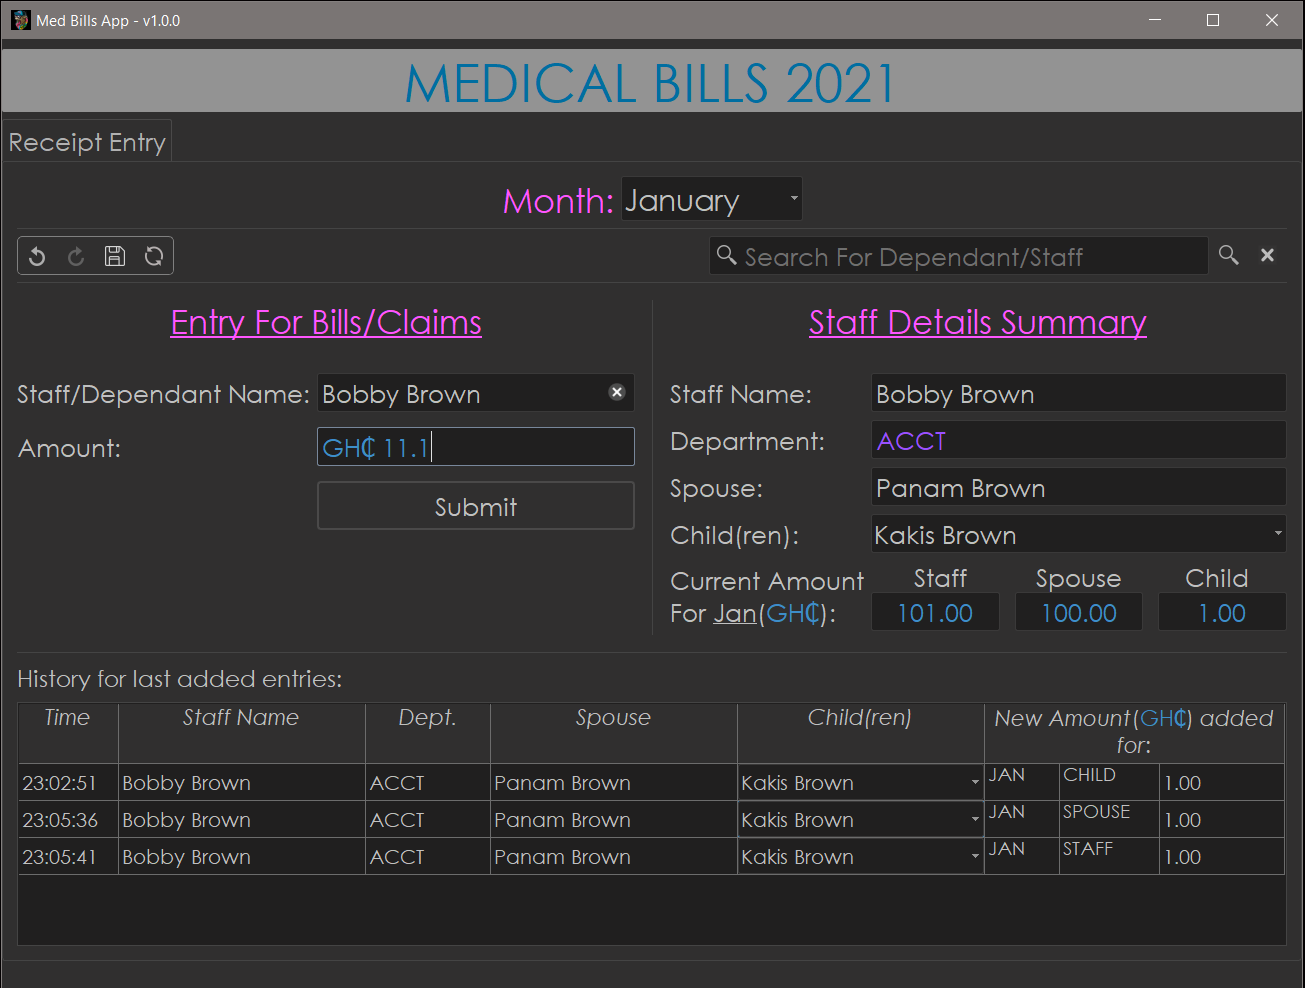 Med Bills App - v1.0.0
MEDICAL BILLS 2021
Receipt Entry
Month: January
Search For Dependant/Staff
Entry For Bills/Claims
Staff/Dependant Name: Bobby Brown
Amount: GH₵ 11.1
Submit
Staff Details Summary
Staff Name: Bobby Brown
Department: ACCT
Spouse: Panam Brown
Child(ren): Kakis Brown
Current Amount Staff Spouse Child
For Jan(GH₵): 101.00 100.00 1.00
History for last added entries:
Time Staff Name Dept. Spouse Child(ren) New Amount(GH₵) added
for:
23:02:51 Bobby Brown ACCT Panam Brown Kakis Brown JAN CHILD 1.00
23:05:36 Bobby Brown ACCT Panam Brown Kakis Brown JAN SPOUSE 1.00
23:05:41 Bobby Brown ACCT Panam Brown Kakis Brown JAN STAFF 1.00